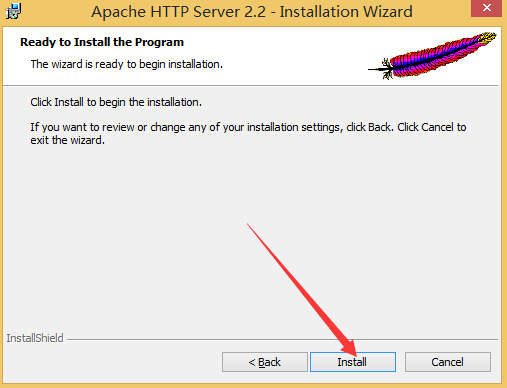 Apache HTTP Server 2.2 - Installation Wizard
Ready to Install the Program
The wizard is ready to begin installation.
Click Install to begin the installation.
If you want to review or change any of your installation settings, click Back. Click Cancel to
exit the wizard.
InstallShield
< Back
Install
Cancel